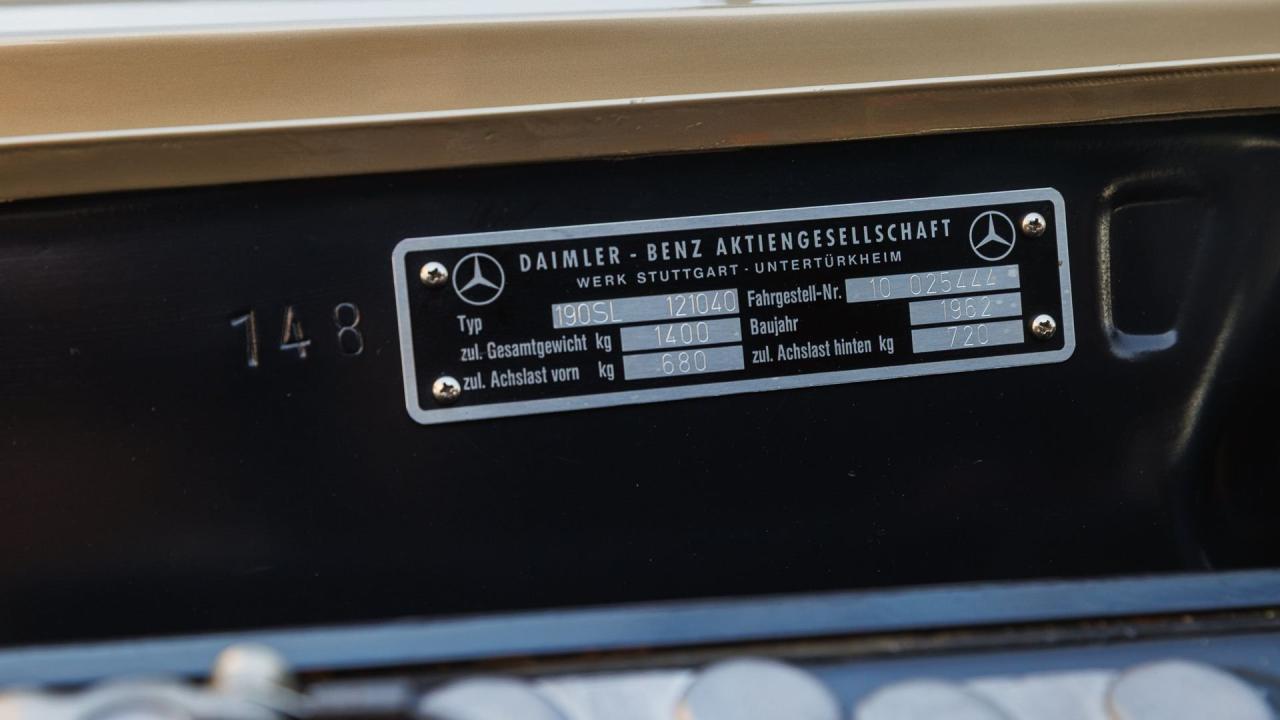 DAIMLER - BENZ AKTIENGESELLSCHAFT
WERK STUTTGART - UNTERTÜRKHEIM
Typ 190SL 121040 Fahrgestell-Nr. 10 025444
zul. Gesamtgewicht kg 1400 Baujahr 1962
zul. Achslast vorn kg 680 zul. Achslast hinten kg 720
148